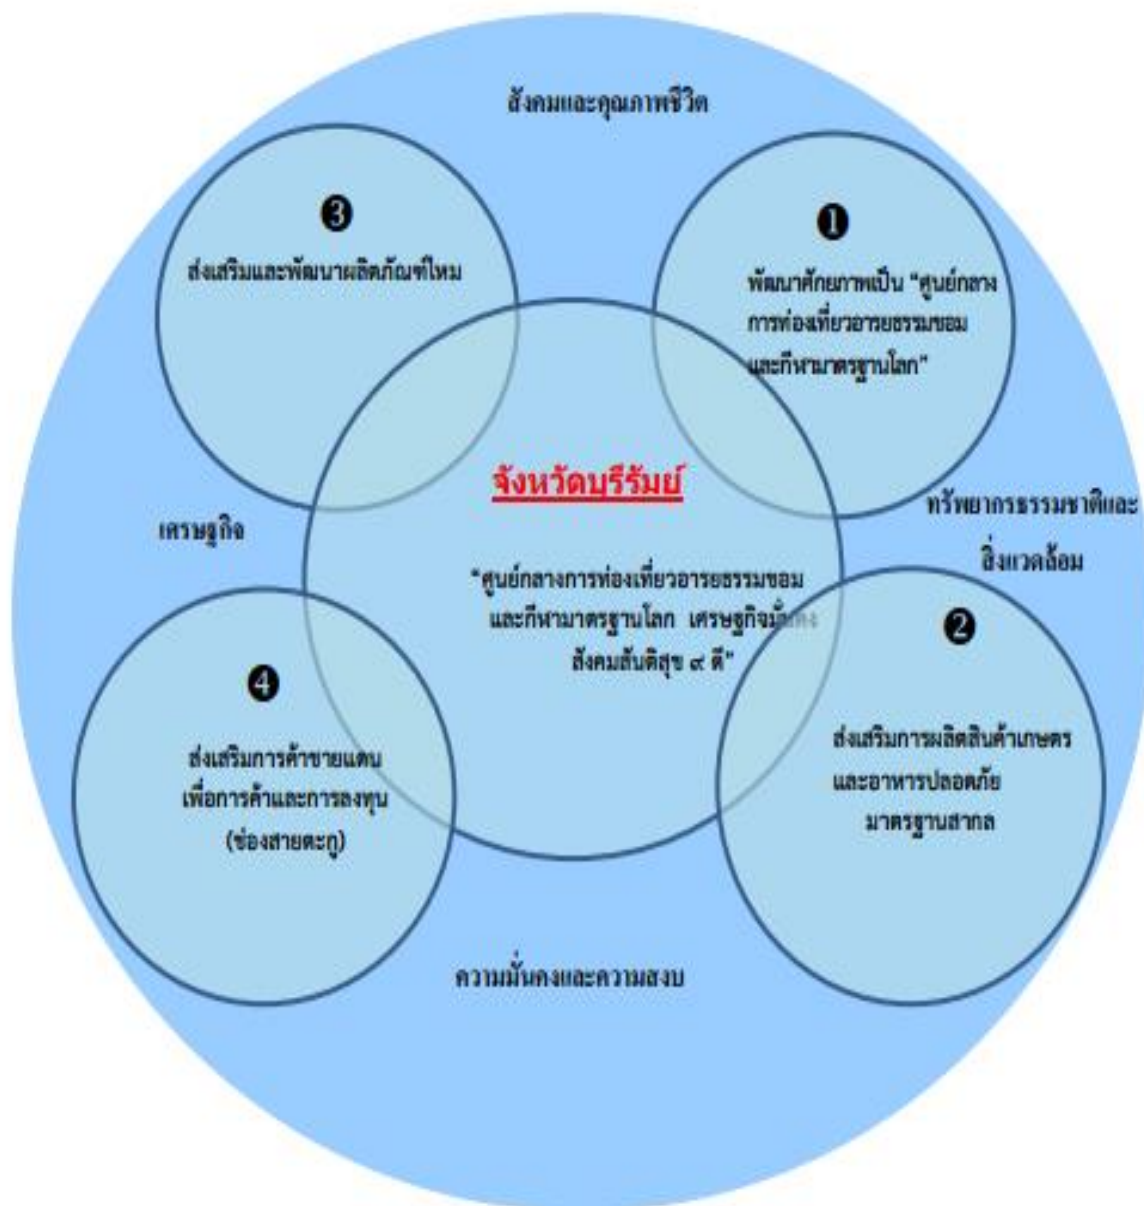 สังคมและคุณภาพชีวิต
❸
ส่งเสริมและพัฒนาผลิตภัณฑ์ไหม
❶
พัฒนาศักยภาพเป็น “ศูนย์กลาง
การท่องเที่ยวอารยธรรมขอม
และกีฬามาตรฐานโลก”
จังหวัดบุรีรัมย์
“ศูนย์กลางการท่องเที่ยวอารยธรรมขอม
และกีฬามาตรฐานโลก เศรษฐกิจมั่นคง
สังคมสันติสุข ๙ ดี”
เศรษฐกิจ
ทรัพยากรธรรมชาติและ
สิ่งแวดล้อม
❹
ส่งเสริมการค้าชายแดน
เพื่อการค้าและการลงทุน
(ช่องสายตะกู)
❷
ส่งเสริมการผลิตสินค้าเกษตร
และอาหารปลอดภัย
มาตรฐานสากล
ความมั่นคงและความสงบ